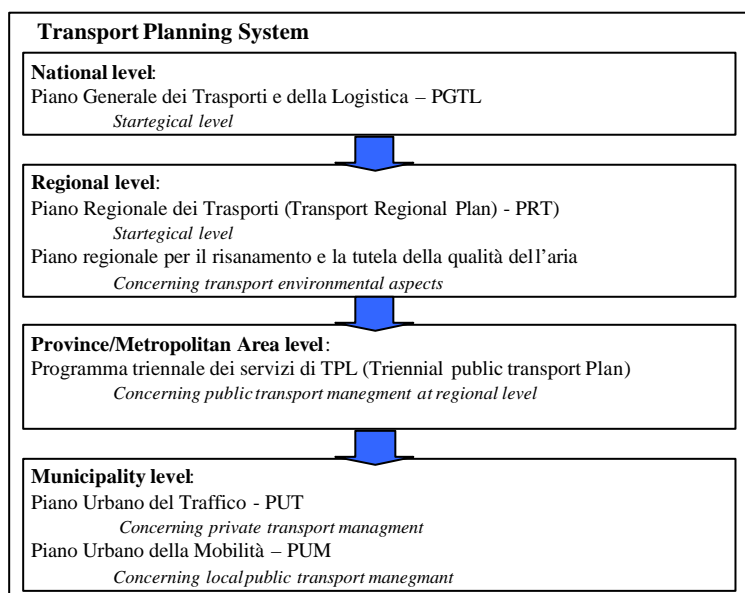 Transport Planning System
National level:
Piano Generale dei Trasporti e della Logistica – PGTL
Startegical level
Regional level:
Piano Regionale dei Trasporti (Transport Regional Plan) - PRT)
Startegical level
Piano regionale per il risanamento e la tutela della qualità dell'aria
Concerning transport environmental aspects
Province/Metropolitan Area level:
Programma triennale dei servizi di TPL (Triennial public transport Plan)
Concerning public transport manegment at regional level
Municipality level:
Piano Urbano del Traffico - PUT
Concerning private transport managment
Piano Urbano della Mobilità – PUM
Concerning local public transport manegmant